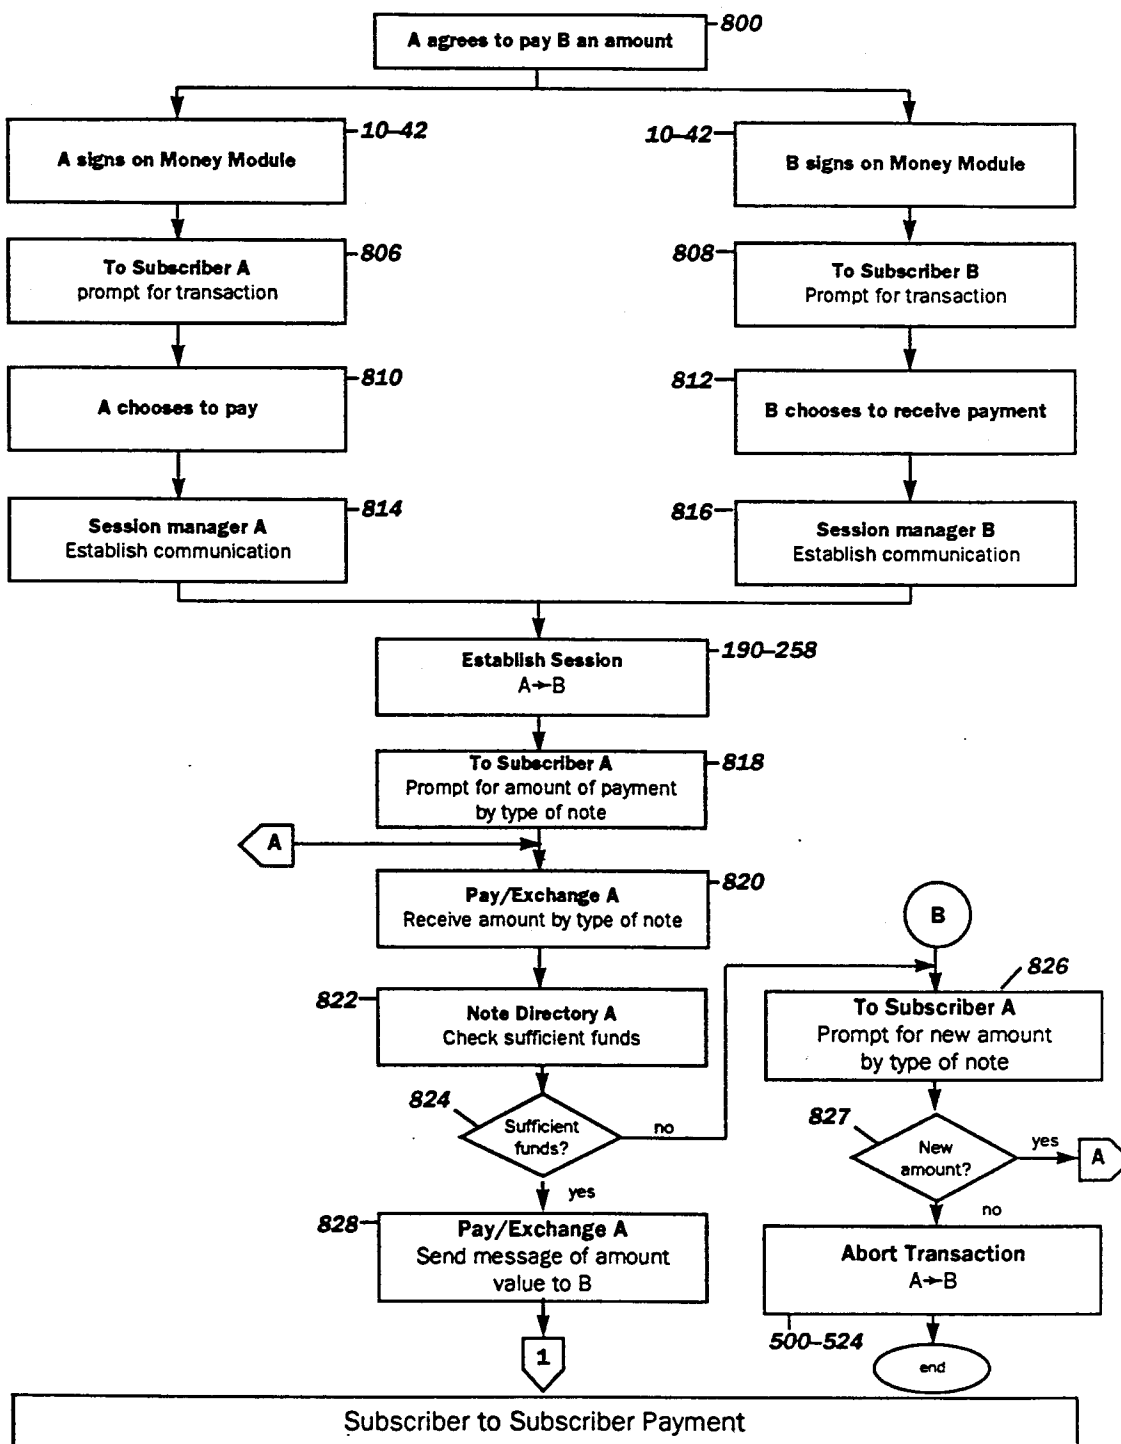 A agrees to pay B an amount
800
A signs on Money Module
10–42
10–42
B signs on Money Module
To Subscriber A
prompt for transaction
806
808
To Subscriber B
Prompt for transaction
A chooses to pay
810
812
B chooses to receive payment
Session manager A
Establish communication
814
816
Session manager B
Establish communication
Establish Session
A→B
190–258
To Subscriber A
Prompt for amount of payment
by type of note
818
A
Pay/Exchange A
Receive amount by type of note
820
B
822
Note Directory A
Check sufficient funds
826
To Subscriber A
Prompt for new amount
by type of note
824
Sufficient
funds?
no
yes
827
New
amount?
yes
A
no
828
Pay/Exchange A
Send message of amount
value to B
Abort Transaction
A→B
500–524
1
end
Subscriber to Subscriber Payment